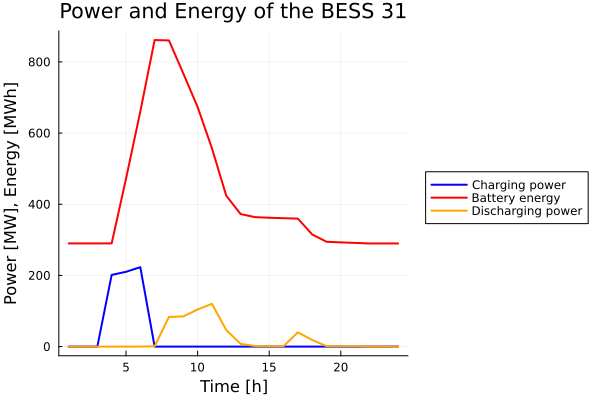 Power and Energy of the BESS 31
Power [MW], Energy [MWh]
800
600
400
200
0
5
10
15
20
Time [h]
Charging power
Battery energy
Discharging power